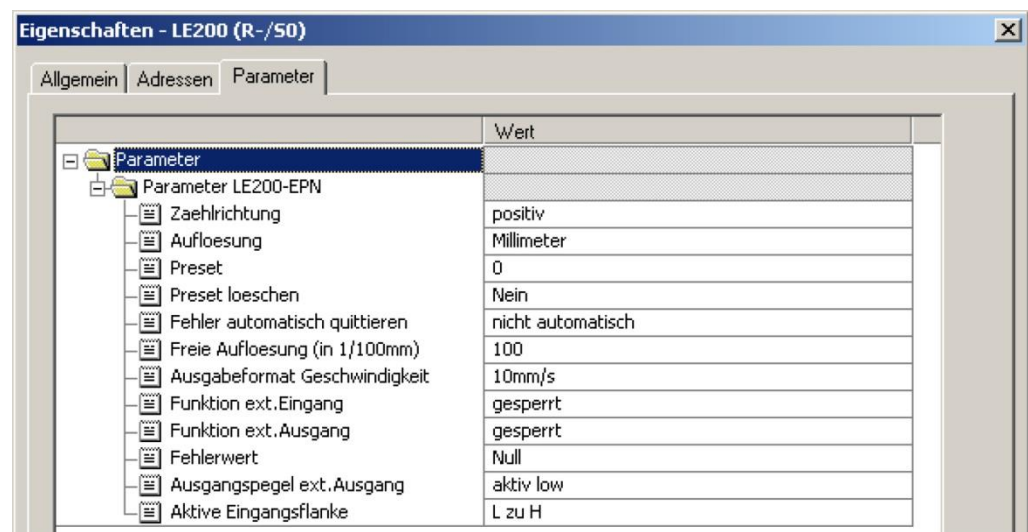 Eigenschaften - LE200 (R-/S0)
Allgemein Adressen Parameter
Wert
Parameter
Parameter LE200-EPN
Zaehlrichtung positiv
Aufloesung Millimeter
Preset 0
Preset loeschen Nein
Fehler automatisch quittieren nicht automatisch
Freie Aufloesung (in 1/100mm) 100
Ausgabeformat Geschwindigkeit 10mm/s
Funktion ext.Eingang gesperrt
Funktion ext.Ausgang gesperrt
Fehlerwert Null
Ausgangspegel ext.Ausgang aktiv low
Aktive Eingangsflanke L zu H